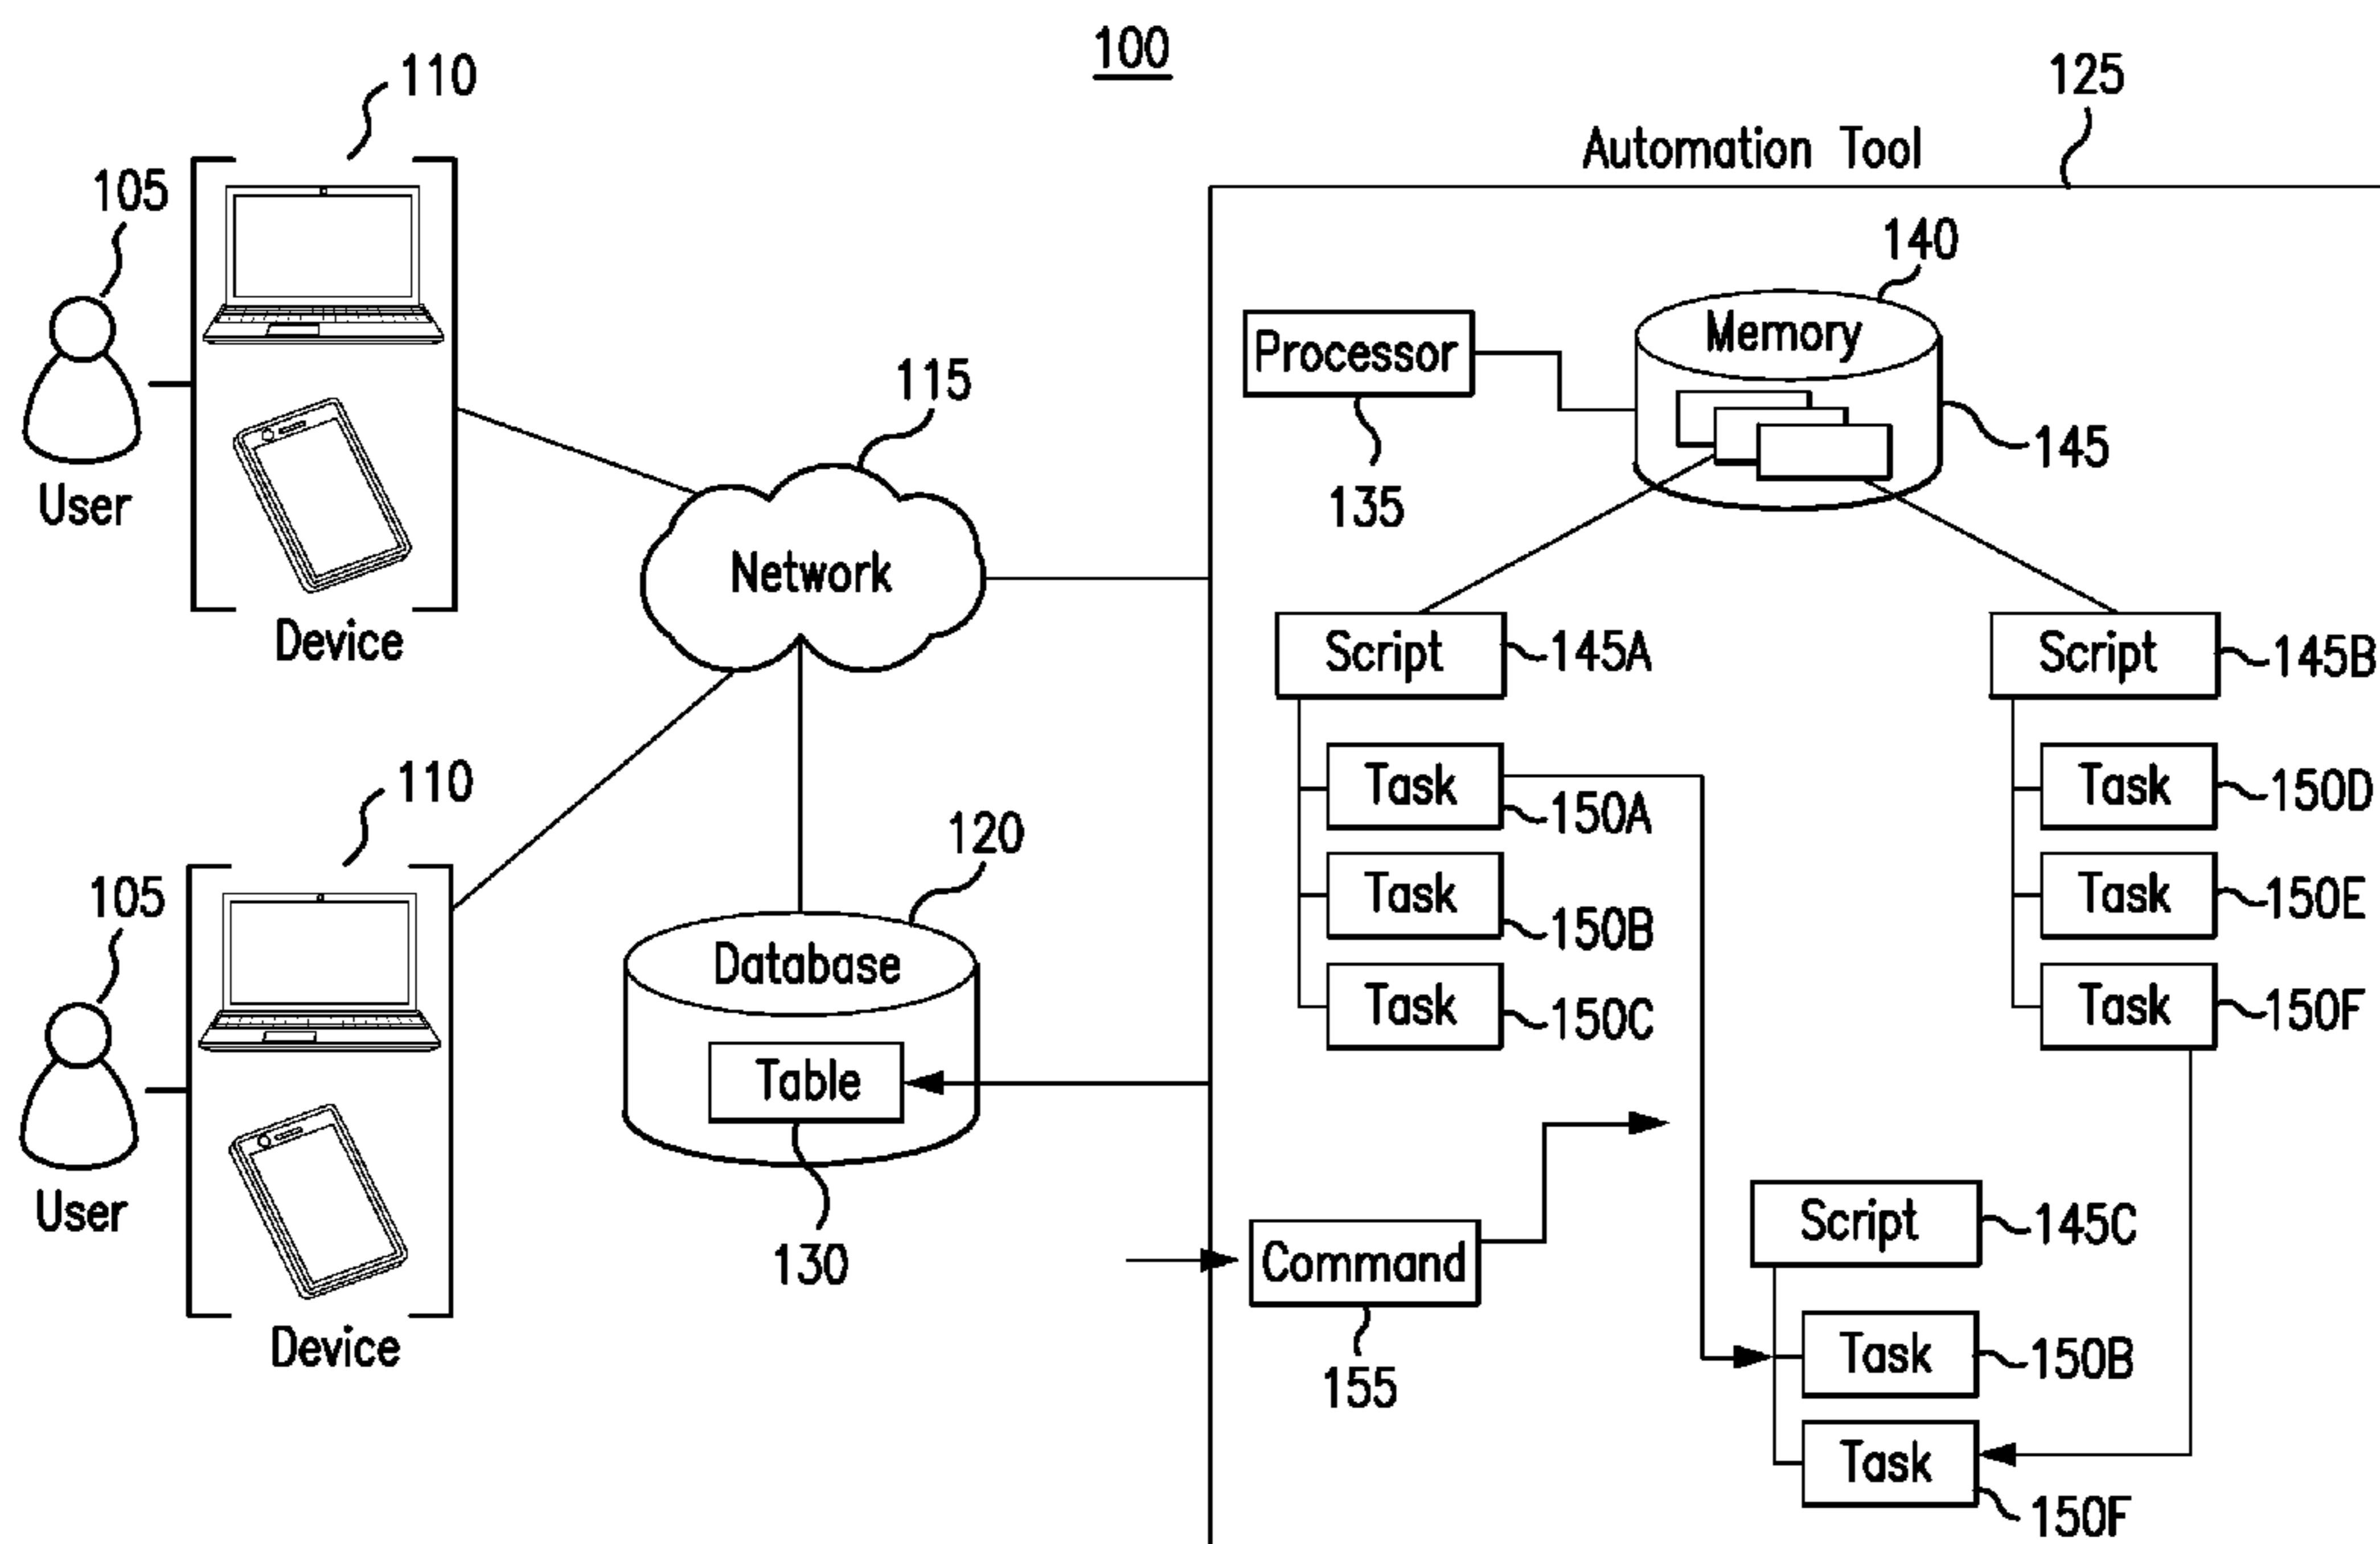 100
110
125
Automation Tool
105
140
Memory
Processor
115
145
135
User
Network
Device
Script
145A
Script
145B
110
Task
150A
Task
150D
120
105
Task
150B
Task
150E
Database
Task
150C
Task
150F
Table
User
130
Script
145C
Command
Device
155
Task
150B
Task
150F